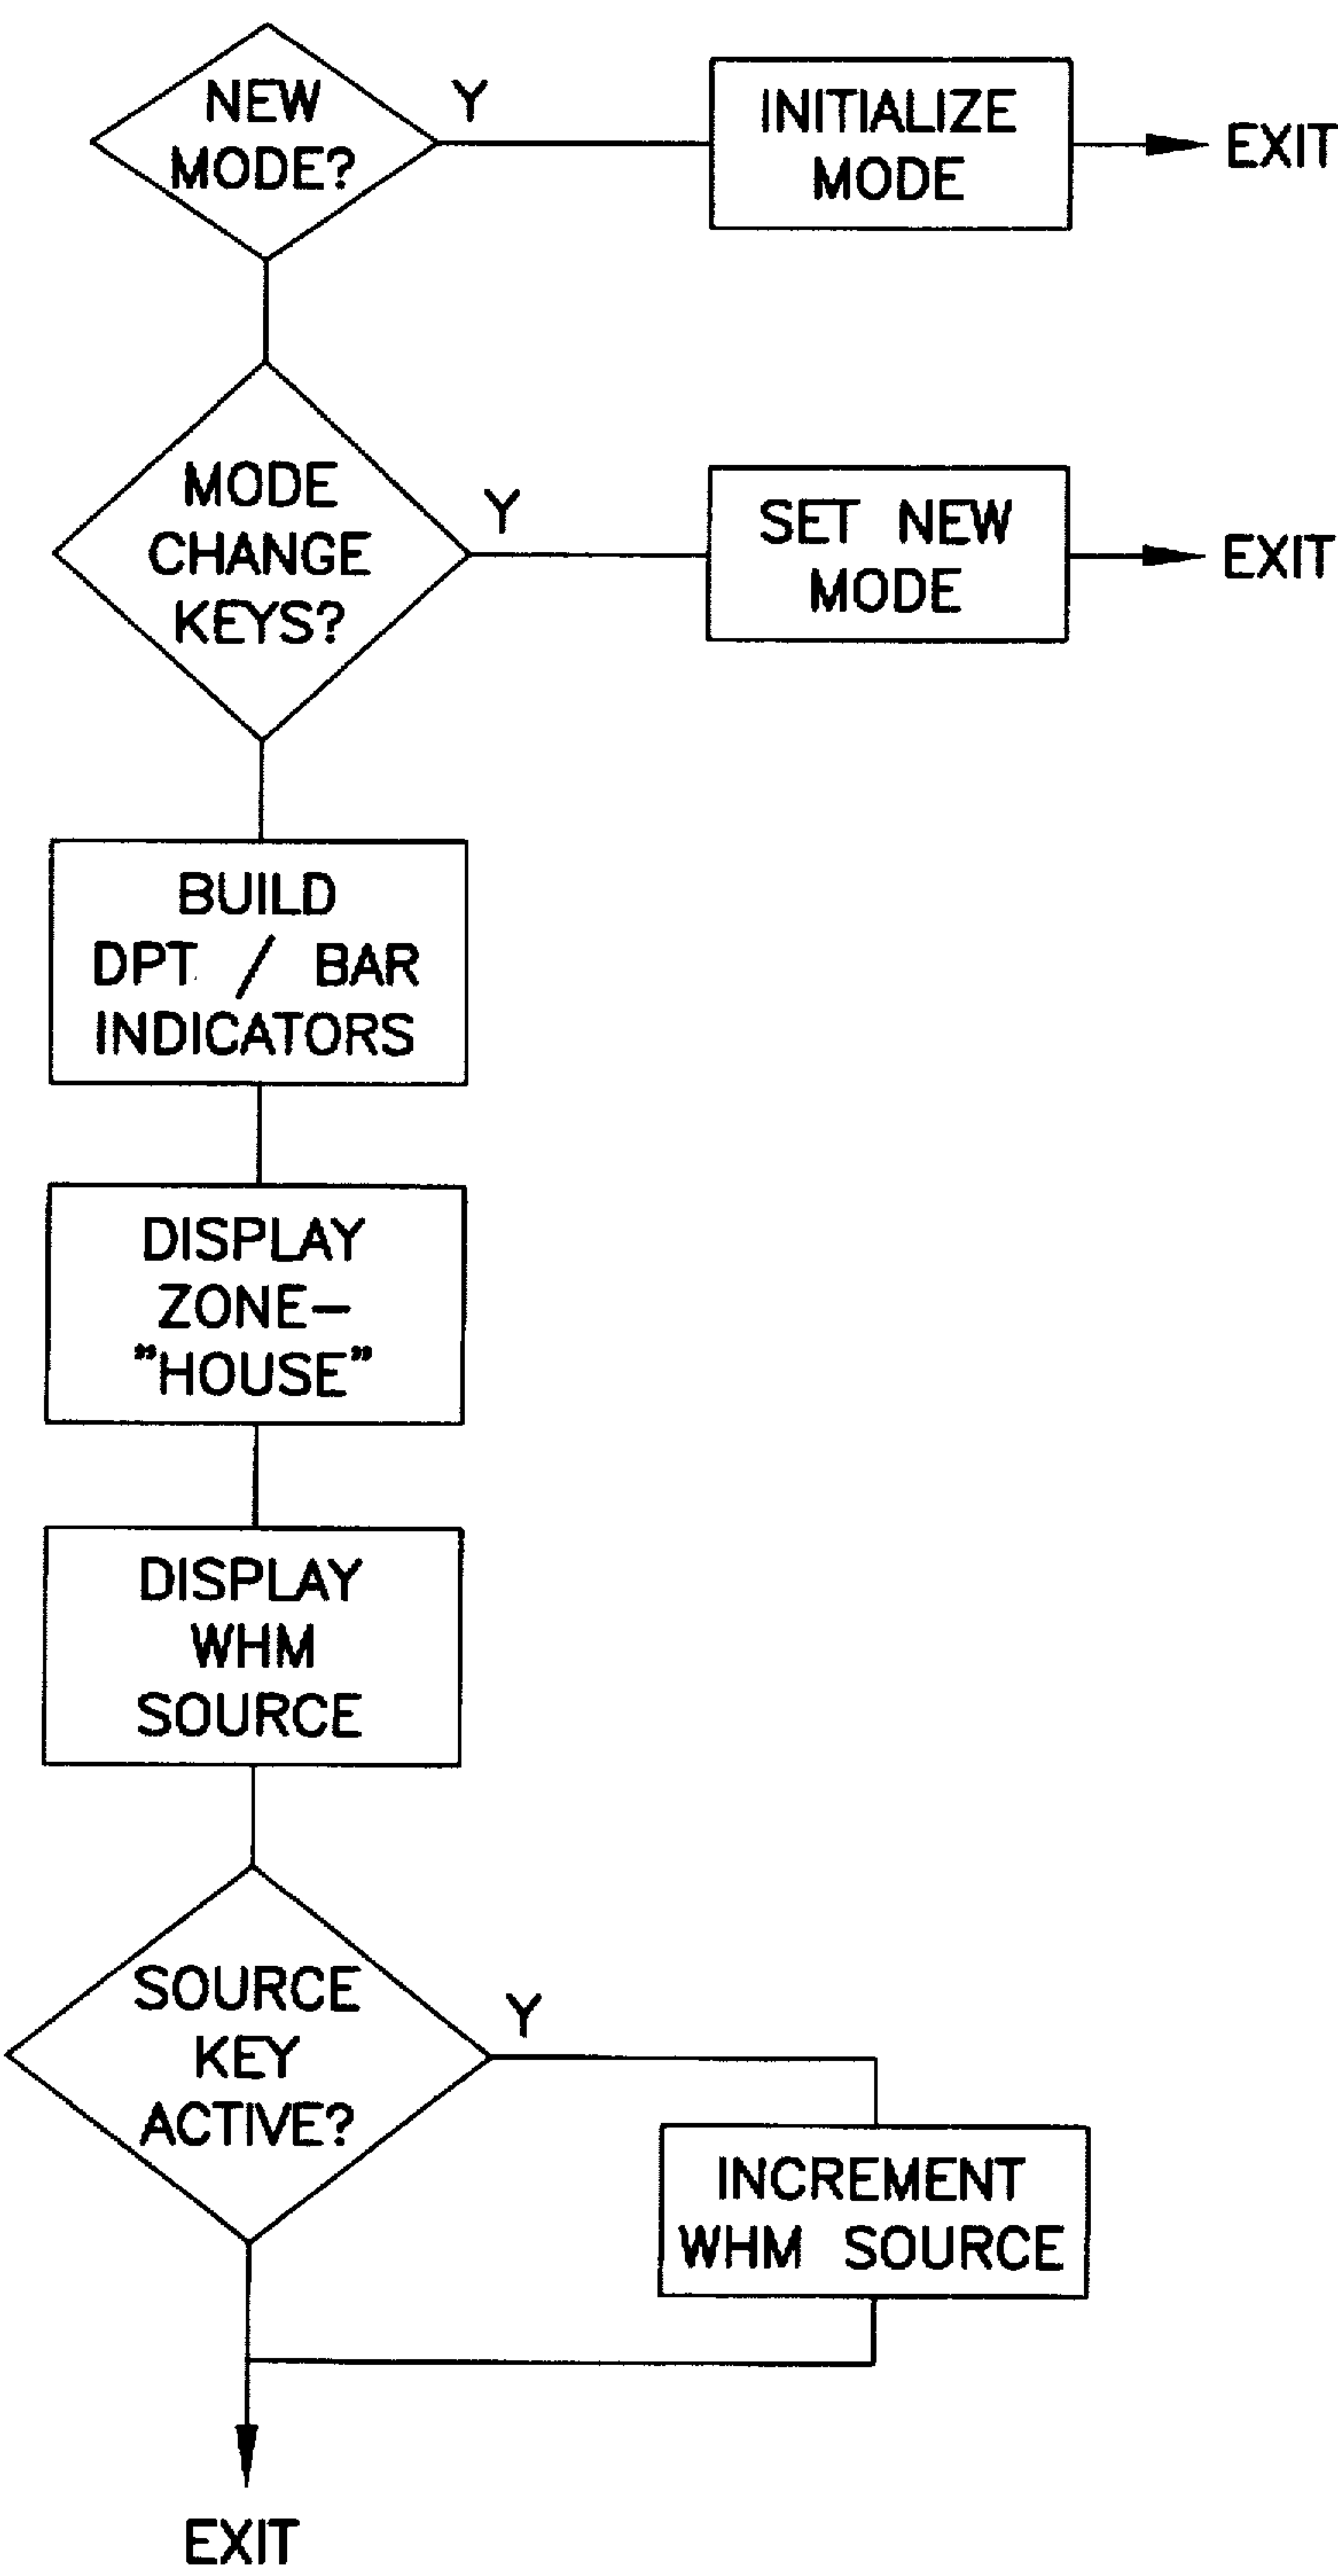 NEW
MODE?
Y
INITIALIZE
MODE
EXIT
MODE
CHANGE
KEYS?
Y
SET NEW
MODE
EXIT
BUILD
DPT / BAR
INDICATORS
DISPLAY
ZONE-
"HOUSE"
DISPLAY
WHM
SOURCE
SOURCE
KEY
ACTIVE?
Y
INCREMENT
WHM SOURCE
EXIT